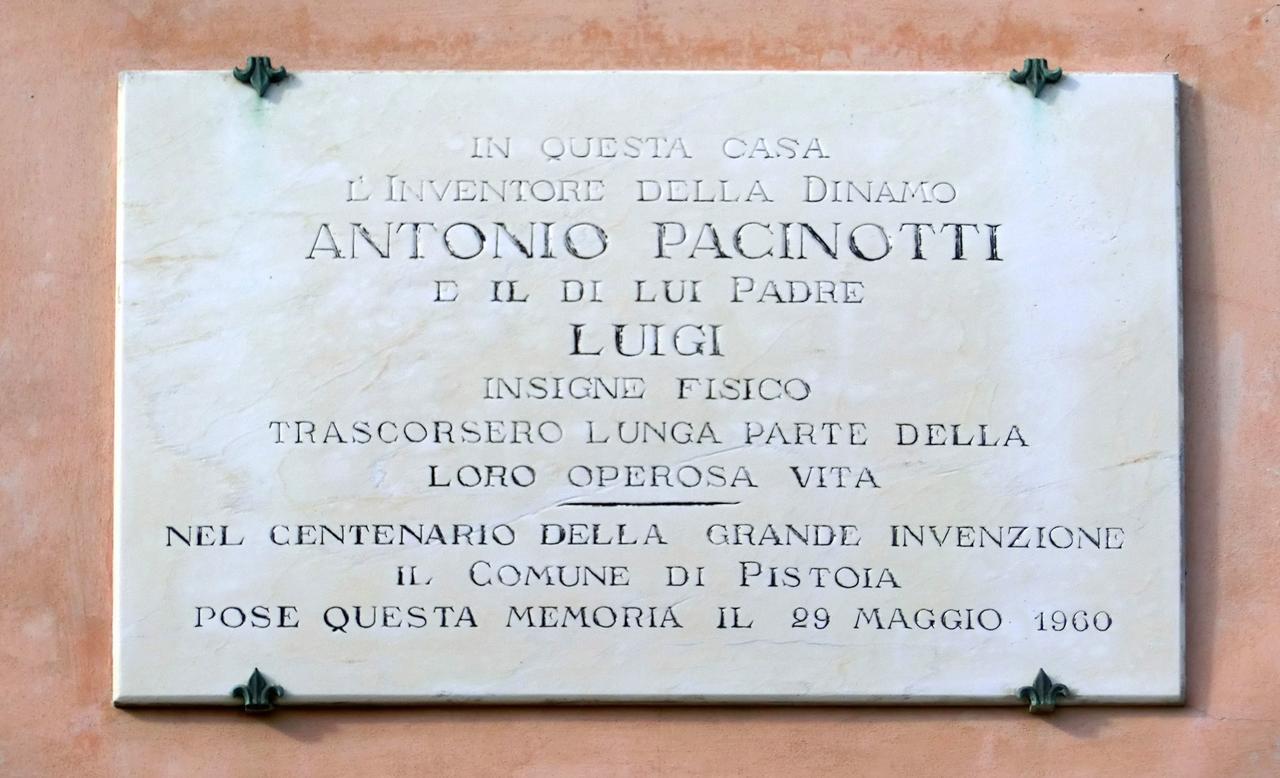 IN QUESTA CASA
L'INVENTORE DELLA DINAMO
ANTONIO PACINOTTI
E IL DI LUI PADRE
LUIGI
INSIGNE FISICO
TRASCORSERO LUNGA PARTE DELLA
LORO OPEROSA VITA
NEL CENTENARIO DELLA GRANDE INVENZIONE
IL COMUNE DI PISTOIA
POSE QUESTA MEMORIA IL 29 MAGGIO 1960